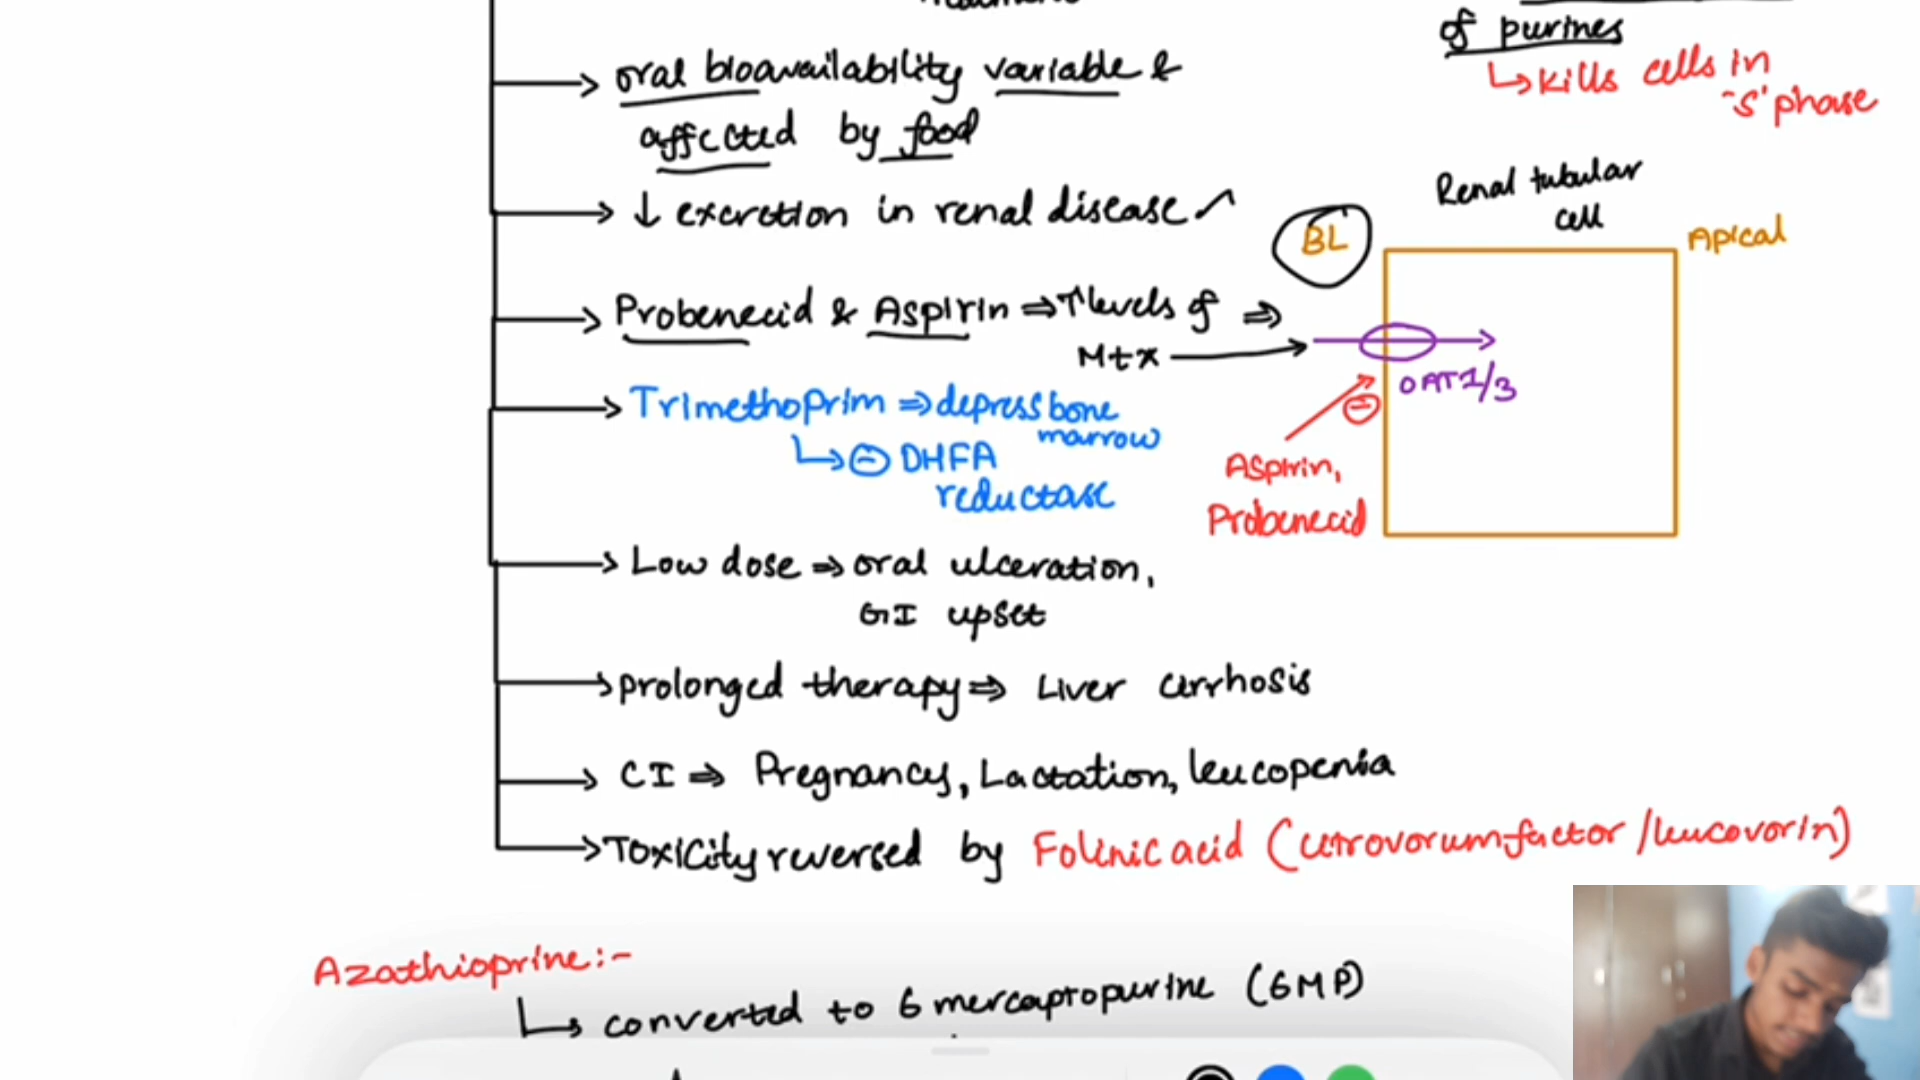 of purines
↳ kills cells in
'S' phase
→ oral bioavailability variable &
affected by food
→ ↓ excretion in renal disease
Renal tubular
cell
BL
Apical
→ Probenecid & Aspirin ⇒ ↑levels of ⇒
Mtx →
OAT1/3
→ Trimethoprim ⇒ depress bone
marrow
↳ ⊖ DHFA
reductase
⊖
Aspirin,
Probenecid
→ Low dose ⇒ oral ulceration,
GI upset
→ Prolonged therapy ⇒ Liver cirrhosis
→ CI ⇒ Pregnancy, Lactation, leucopenia
→ Toxicity reversed by Folinic acid (citrovorum factor / leucovorin)
Azathioprine:-
↳ converted to 6 mercaptopurine (6MP)